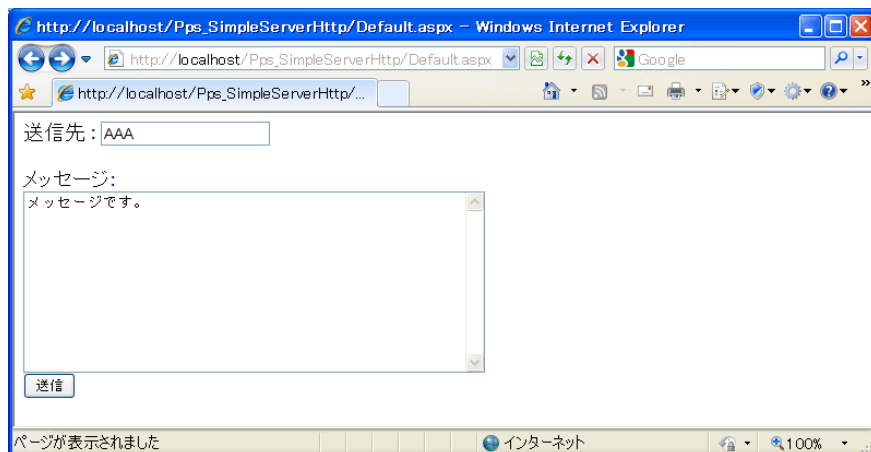 http://localhost/Pps_SimpleServerHttp/Default.aspx - Windows Internet Explorer
http://localhost/Pps_SimpleServerHttp/Default.aspx Google
http://localhost/Pps_SimpleServerHttp/... »
送信先: AAA
メッセージ:
メッセージです。
送信
ページが表示されました インターネット 100%